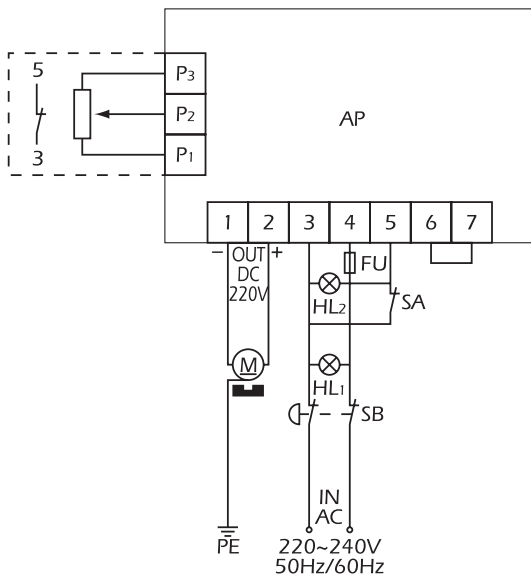 5
3
P3
P2
P1
AP
1 2 3 4 5 6 7
− OUT +
DC
220V
FU
HL2
SA
M
HL1
SB
IN
AC
PE
220~240V
50Hz/60Hz